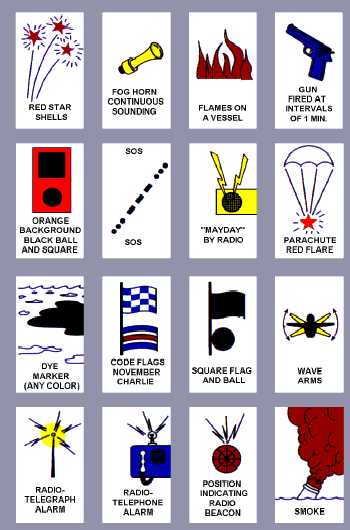 RED STAR
SHELLS
FOG HORN
CONTINUOUS
SOUNDING
FLAMES ON
A VESSEL
GUN
FIRED AT
INTERVALS
OF 1 MIN.
ORANGE
BACKGROUND
BLACK BALL
AND SQUARE
SOS
SOS
"MAYDAY"
BY RADIO
PARACHUTE
RED FLARE
DYE
MARKER
(ANY COLOR)
CODE FLAGS
NOVEMBER
CHARLIE
SQUARE FLAG
AND BALL
WAVE
ARMS
RADIO-
TELEGRAPH
ALARM
RADIO-
TELEPHONE
ALARM
POSITION
INDICATING
RADIO
BEACON
SMOKE